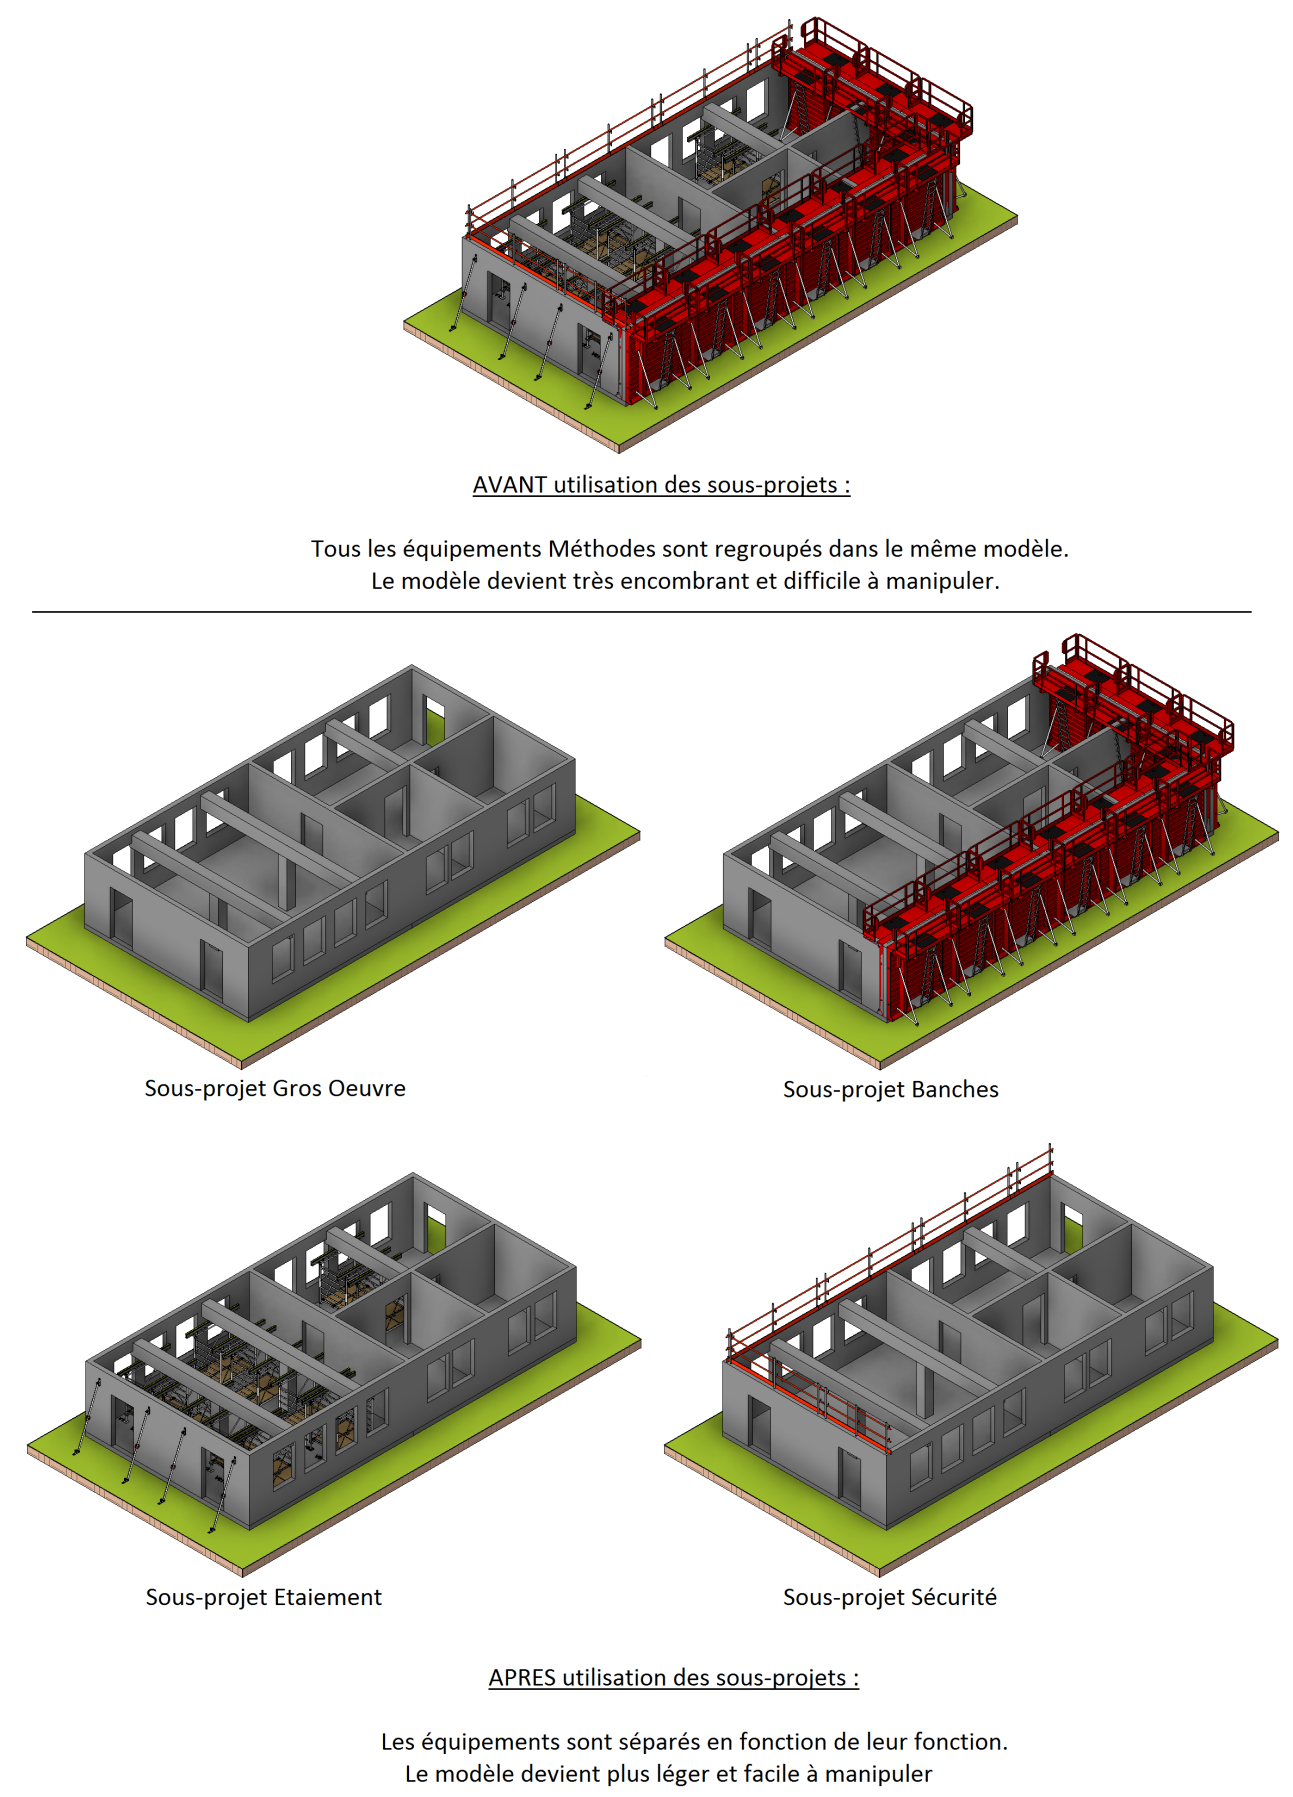 AVANT utilisation des sous-projets :
Tous les équipements Méthodes sont regroupés dans le même modèle.
Le modèle devient très encombrant et difficile à manipuler.
Sous-projet Gros Oeuvre
Sous-projet Banches
Sous-projet Etaiement
Sous-projet Sécurité
APRES utilisation des sous-projets :
Les équipements sont séparés en fonction de leur fonction.
Le modèle devient plus léger et facile à manipuler